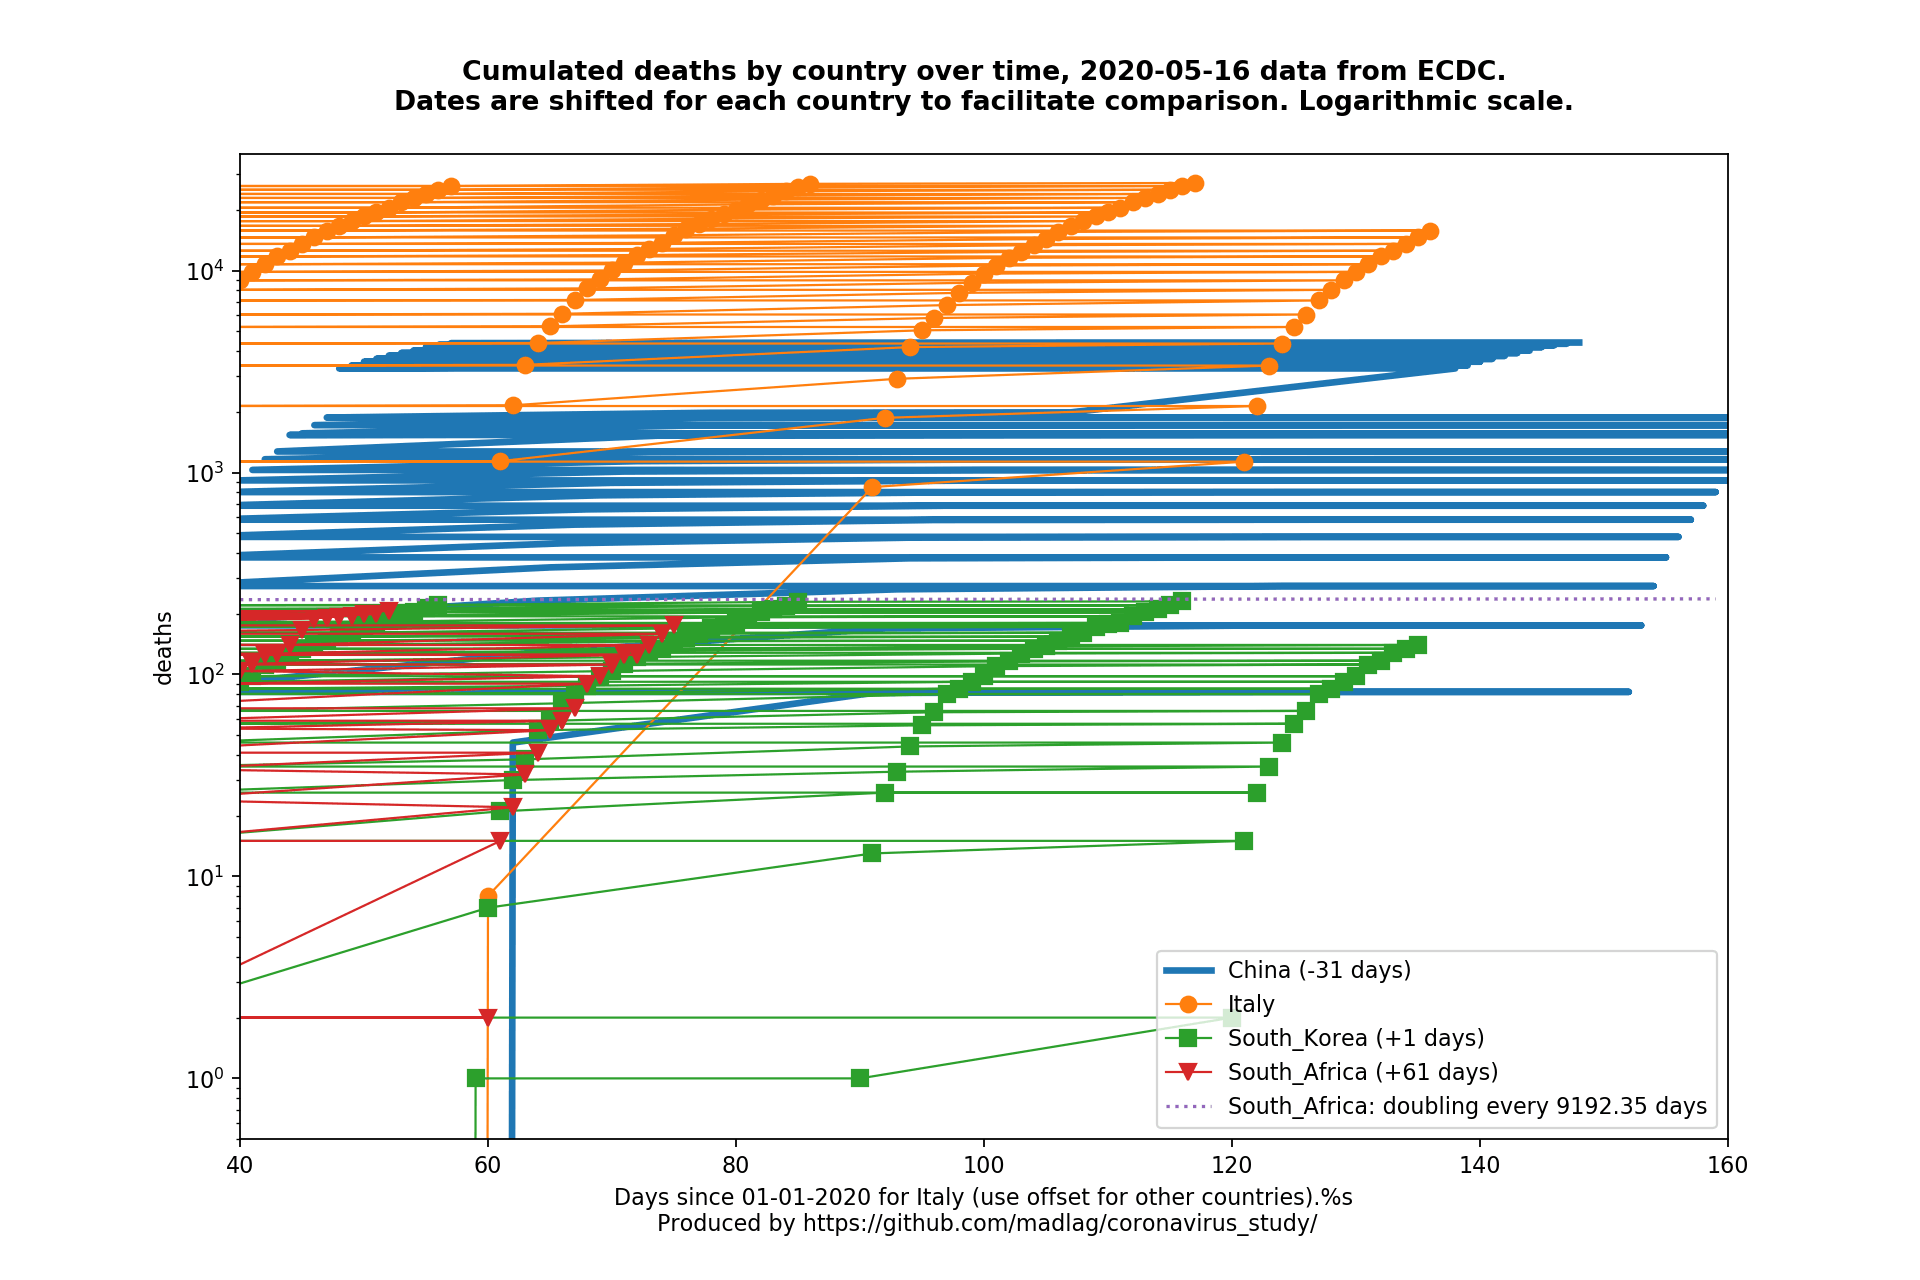 Cumulated deaths by country over time, 2020-05-16 data from ECDC.
Dates are shifted for each country to facilitate comparison. Logarithmic scale.
deaths
10⁴
10³
10²
10¹
10⁰
40 60 80 100 120 140 160
China (-31 days)
Italy
South_Korea (+1 days)
South_Africa (+61 days)
South_Africa: doubling every 9192.35 days
Days since 01-01-2020 for Italy (use offset for other countries).%s
Produced by https://github.com/madlag/coronavirus_study/